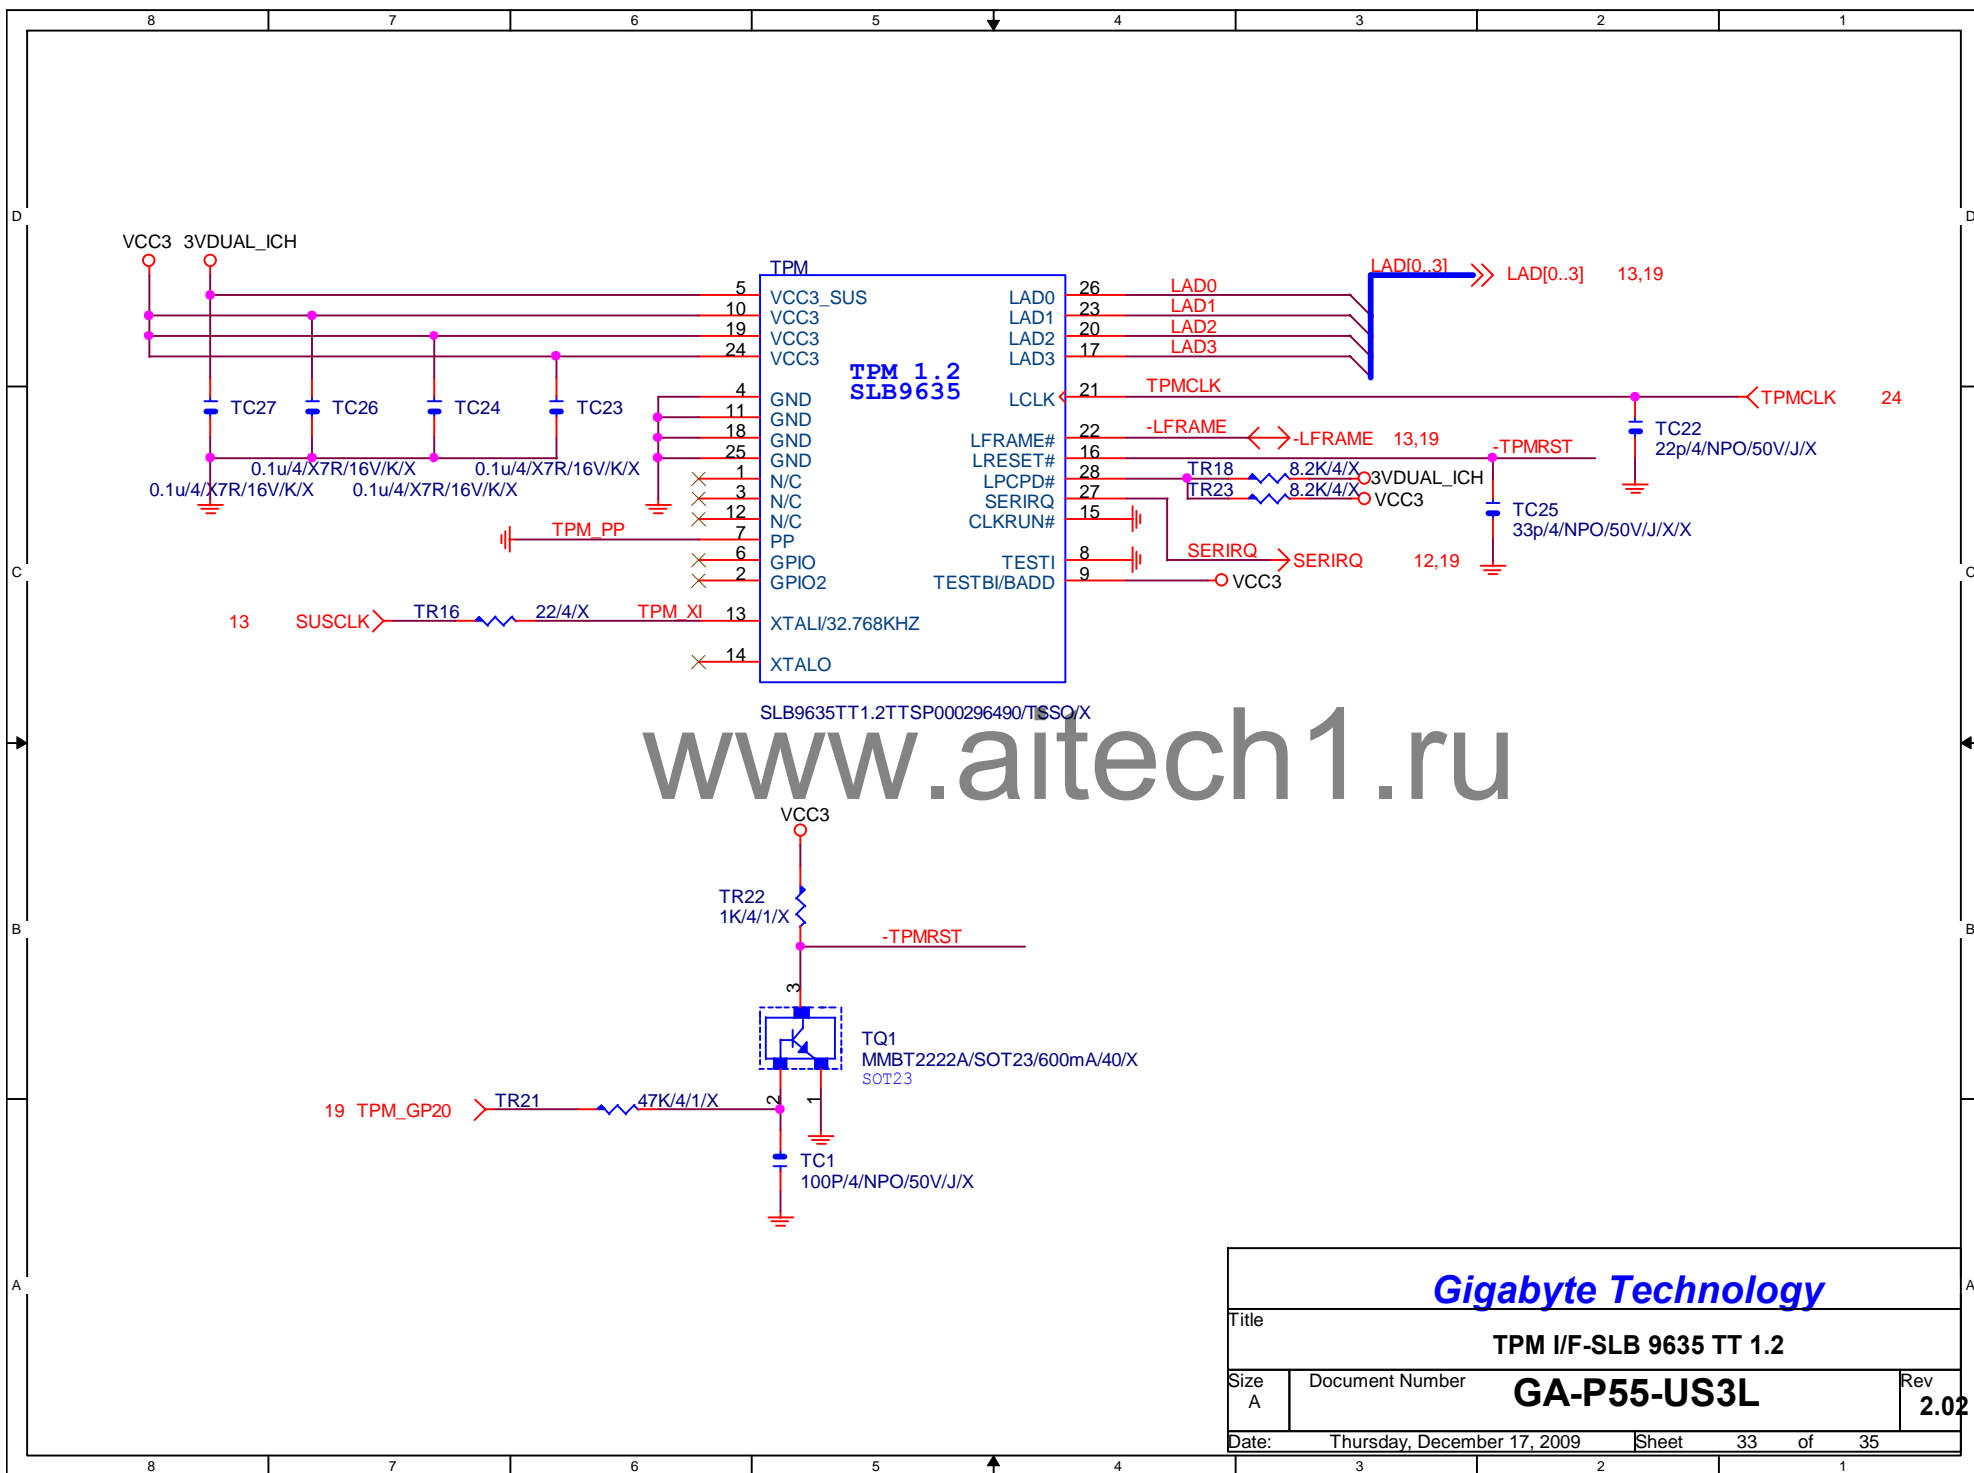 8 7 6 5 4 3 2 1
D D
VCC3 3VDUAL_ICH
TPM
5 VCC3_SUS
10 VCC3
19 VCC3
24 VCC3
4 GND
11 GND
18 GND
25 GND
1 N/C
3 N/C
12 N/C
7 PP
6 GPIO
2 GPIO2
13 XTALI/32.768KHZ
14 XTALO
TPM 1.2
SLB9635
LAD0 26 LAD0
LAD1 23 LAD1
LAD2 20 LAD2
LAD3 17 LAD3
LAD[0..3] LAD[0..3] 13,19
LCLK 21 TPMCLK TPMCLK 24
LFRAME# 22 -LFRAME -LFRAME 13,19
LRESET# 16 -TPMRST
LPCPD# 28 TR18 8.2K/4/X 3VDUAL_ICH
TR23 8.2K/4/X VCC3
SERIRQ 27
CLKRUN# 15
TESTI 8
SERIRQ SERIRQ 12,19
TESTBI/BADD 9 VCC3
TC22
22p/4/NPO/50V/J/X
TC25
33p/4/NPO/50V/J/X/X
TC27 TC26 TC24 TC23
0.1u/4/X7R/16V/K/X 0.1u/4/X7R/16V/K/X
0.1u/4/X7R/16V/K/X 0.1u/4/X7R/16V/K/X
TPM_PP
C C
13 SUSCLK TR16 22/4/X TPM_XI
SLB9635TT1.2TTSP000296490/TSSO/X
www.aitech1.ru
VCC3
TR22
1K/4/1/X
-TPMRST
B B
3
TQ1
MMBT2222A/SOT23/600mA/40/X
SOT23
2 1
19 TPM_GP20 TR21 47K/4/1/X
TC1
100P/4/NPO/50V/J/X
A A
Gigabyte Technology
Title
TPM I/F-SLB 9635 TT 1.2
Size
A
Document Number
GA-P55-US3L
Rev
2.02
Date: Thursday, December 17, 2009 Sheet 33 of 35
8 7 6 5 4 3 2 1